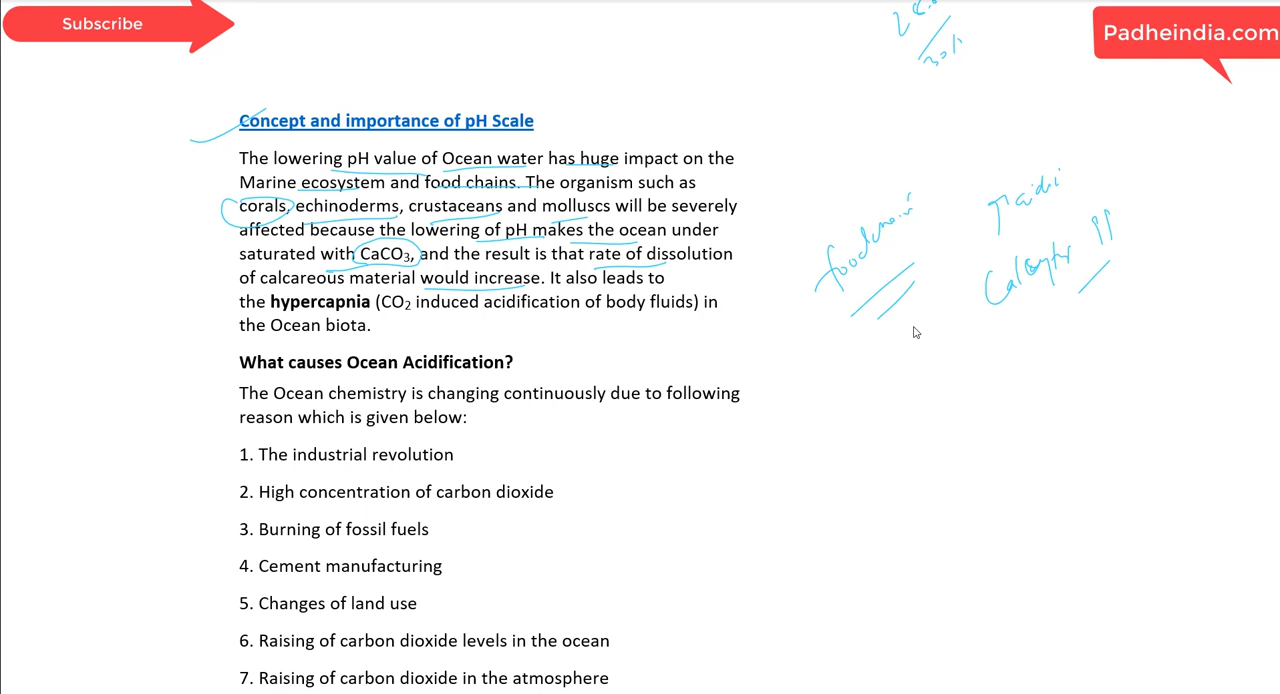 Subscribe
Padheindia.com
30%
Concept and importance of pH Scale
The lowering pH value of Ocean water has huge impact on the
Marine ecosystem and food chains. The organism such as
corals, echinoderms, crustaceans and molluscs will be severely
affected because the lowering of pH makes the ocean under
saturated with CaCO₃, and the result is that rate of dissolution
of calcareous material would increase. It also leads to
the hypercapnia (CO₂ induced acidification of body fluids) in
the Ocean biota.
foodchain
What causes Ocean Acidification?
The Ocean chemistry is changing continuously due to following
reason which is given below:
1. The industrial revolution
2. High concentration of carbon dioxide
3. Burning of fossil fuels
4. Cement manufacturing
5. Changes of land use
6. Raising of carbon dioxide levels in the ocean
7. Raising of carbon dioxide in the atmosphere